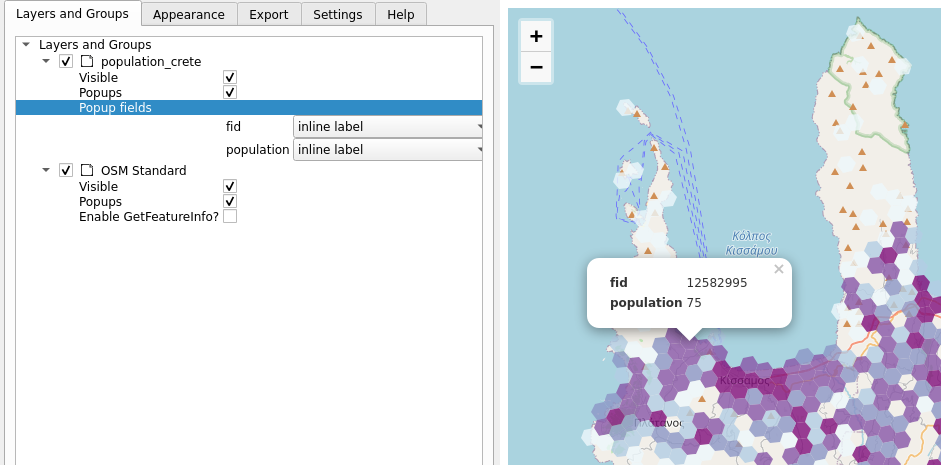 Layers and Groups
Appearance
Export
Settings
Help
Layers and Groups
population_crete
Visible
Popups
Popup fields
fid
inline label
population
inline label
OSM Standard
Visible
Popups
Enable GetFeatureInfo?
+
−
Κόλπος
Κισσάμου
×
fid 12582995
population 75
Κίσσαμος
Πλάτανος